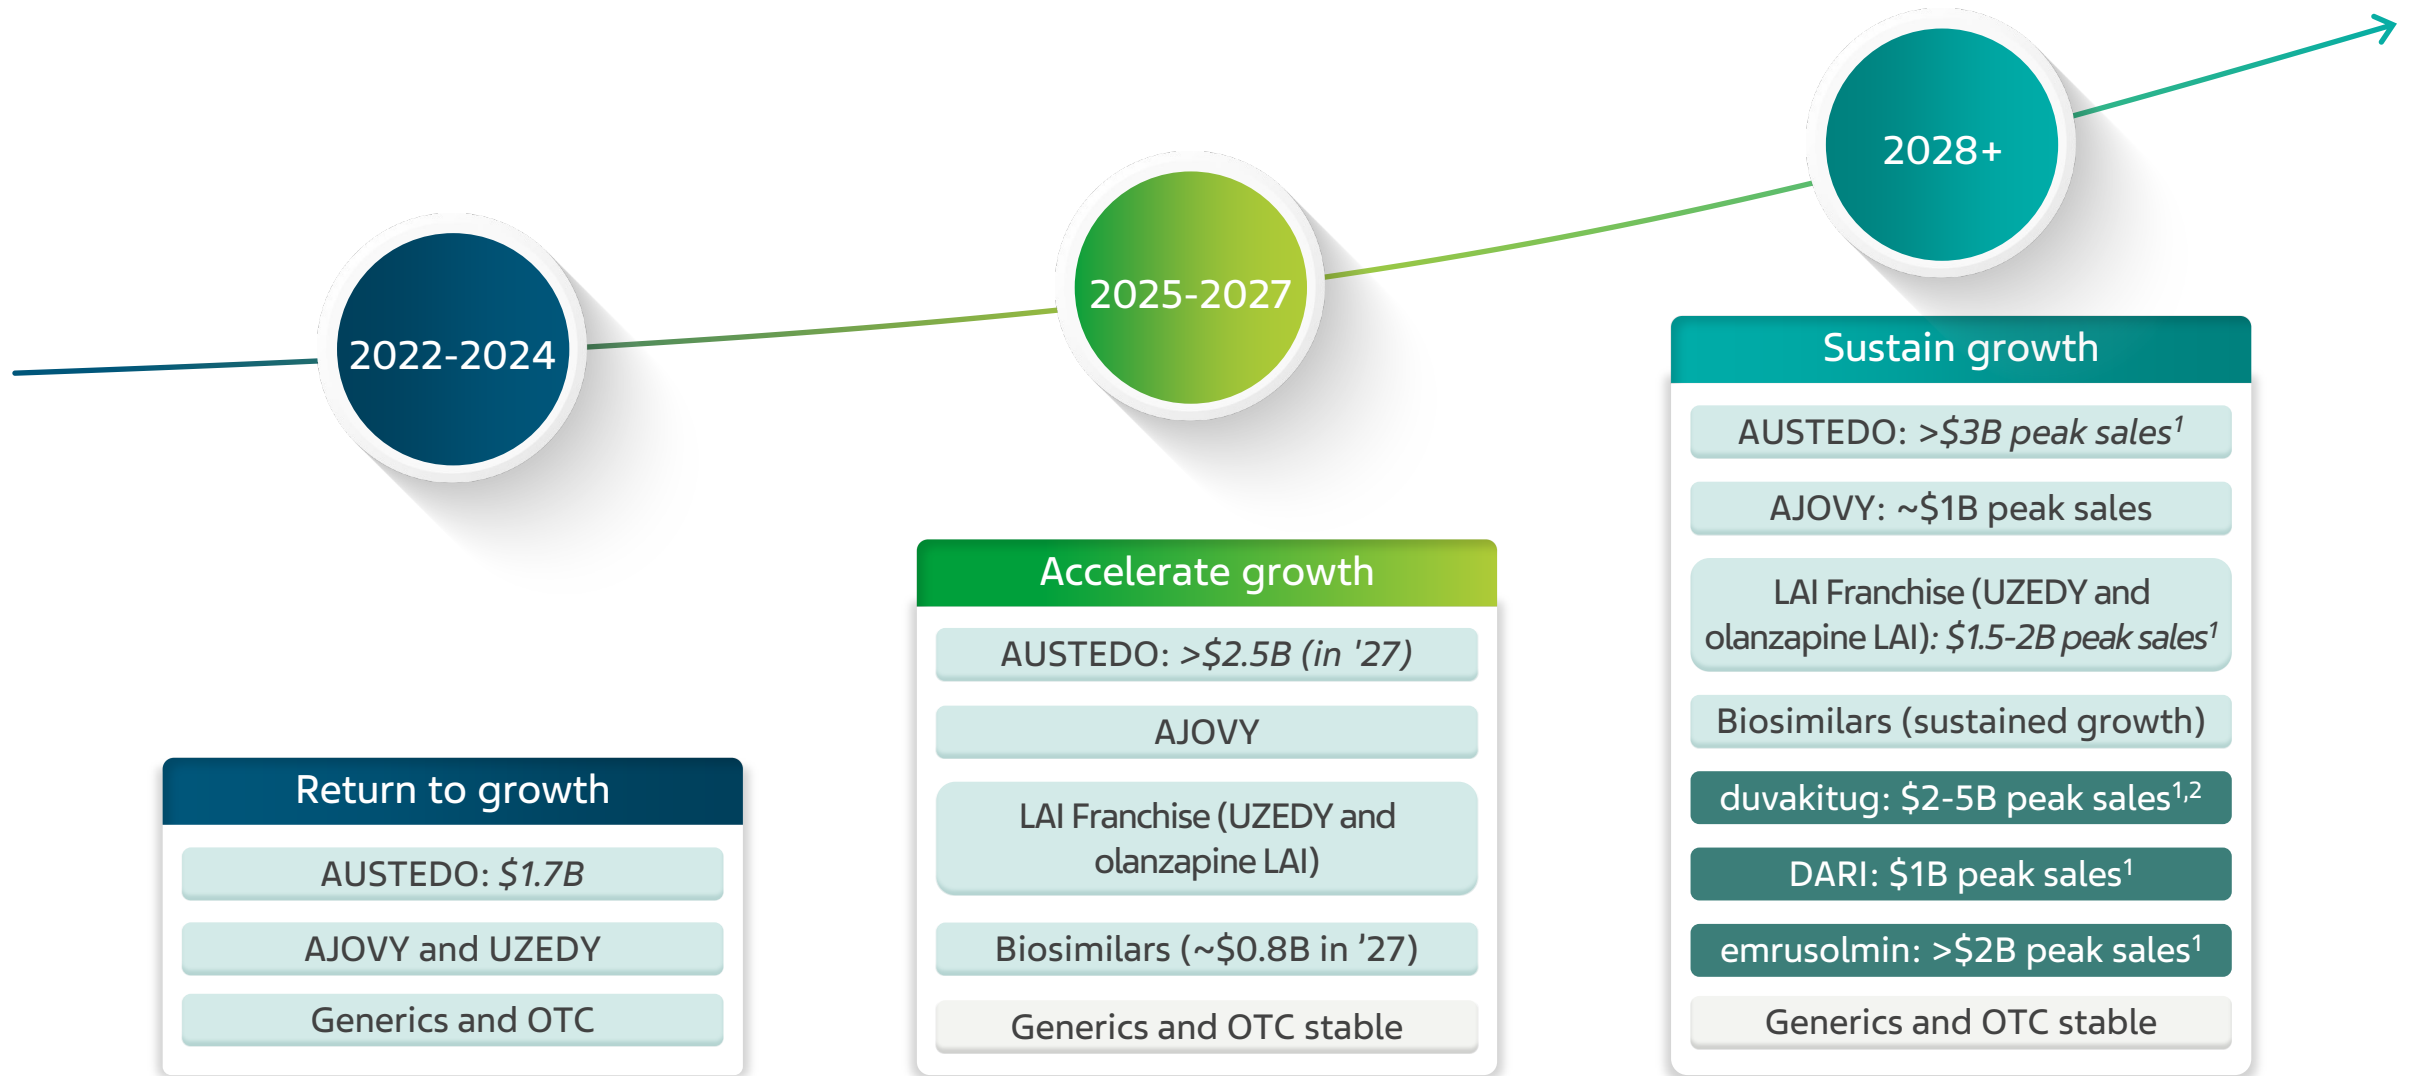 2022-2024
Return to growth
AUSTEDO: $1.7B
AJOVY and UZEDY
Generics and OTC
2025-2027
Accelerate growth
AUSTEDO: >$2.5B (in '27)
AJOVY
LAI Franchise (UZEDY and
olanzapine LAI)
Biosimilars (~$0.8B in ’27)
Generics and OTC stable
2028+
Sustain growth
AUSTEDO: >$3B peak sales¹
AJOVY: ~$1B peak sales
LAI Franchise (UZEDY and
olanzapine LAI): $1.5-2B peak sales¹
Biosimilars (sustained growth)
duvakitug: $2-5B peak sales¹,²
DARI: $1B peak sales¹
emrusolmin: >$2B peak sales¹
Generics and OTC stable